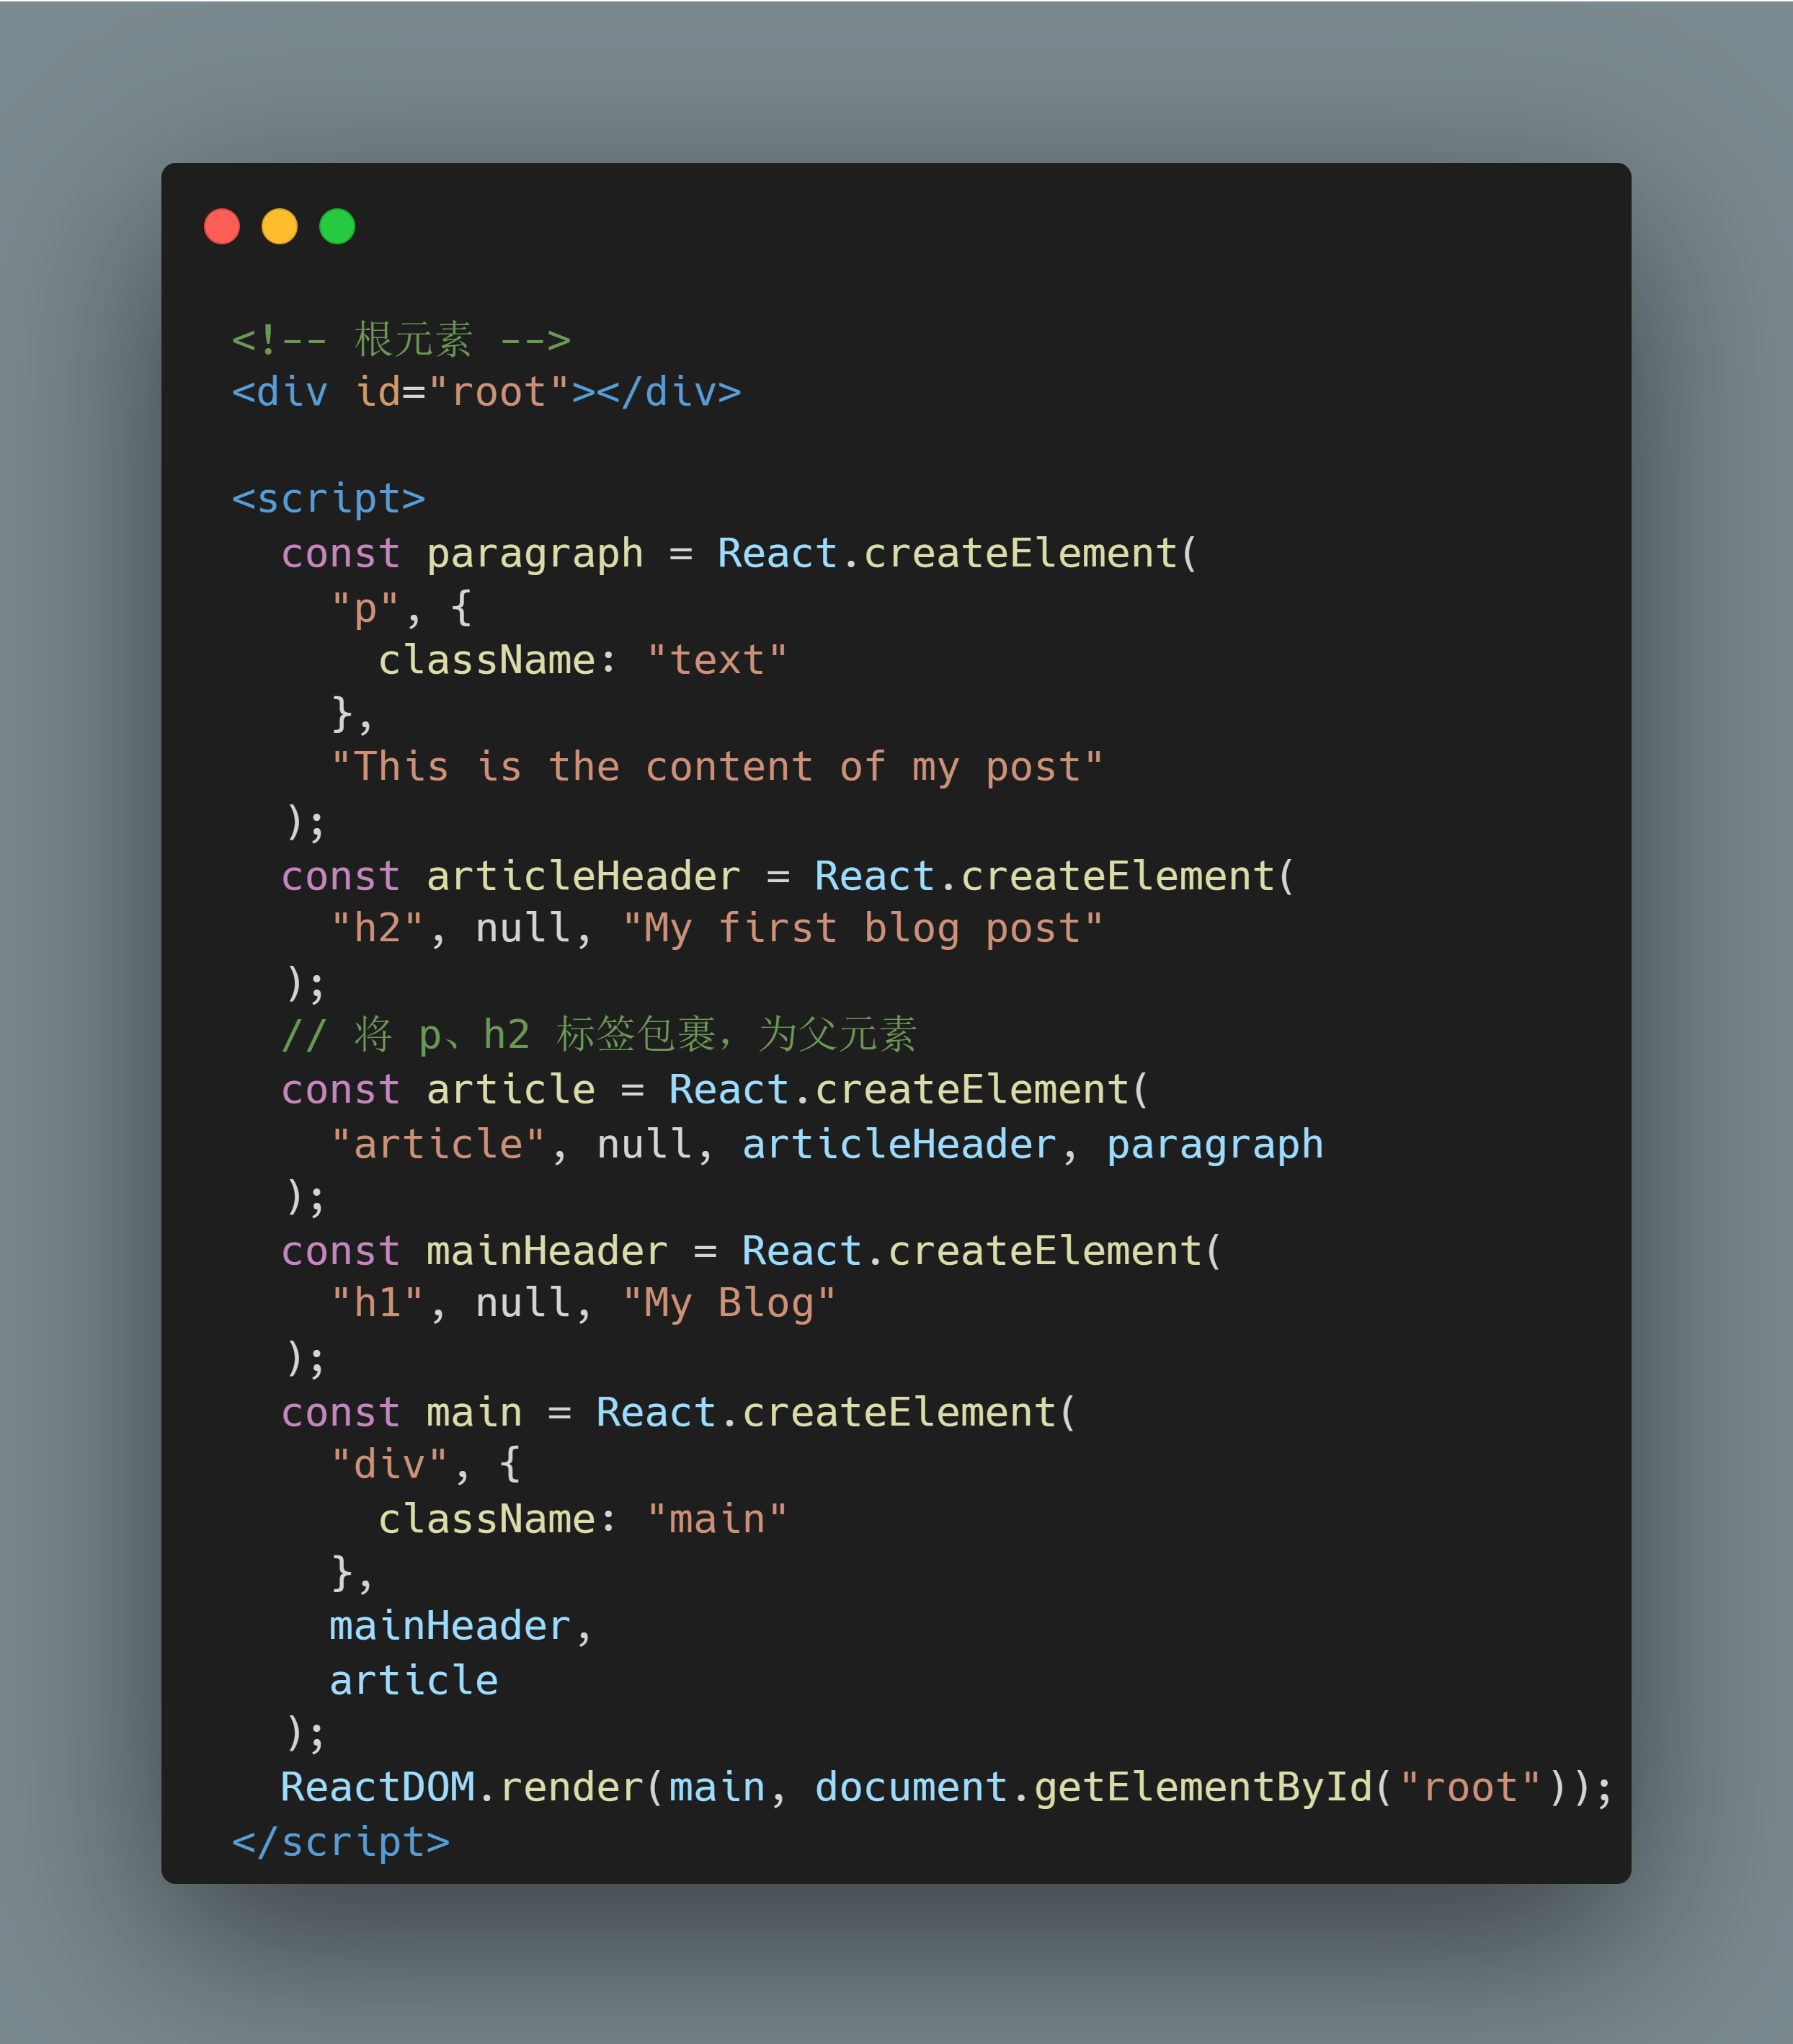 <!-- 根元素 -->
<div id="root"></div>
<script>
const paragraph = React.createElement(
"p", {
className: "text"
},
"This is the content of my post"
);
const articleHeader = React.createElement(
"h2", null, "My first blog post"
);
// 将 p、h2 标签包裹，为父元素
const article = React.createElement(
"article", null, articleHeader, paragraph
);
const mainHeader = React.createElement(
"h1", null, "My Blog"
);
const main = React.createElement(
"div", {
className: "main"
},
mainHeader,
article
);
ReactDOM.render(main, document.getElementById("root"));
</script>